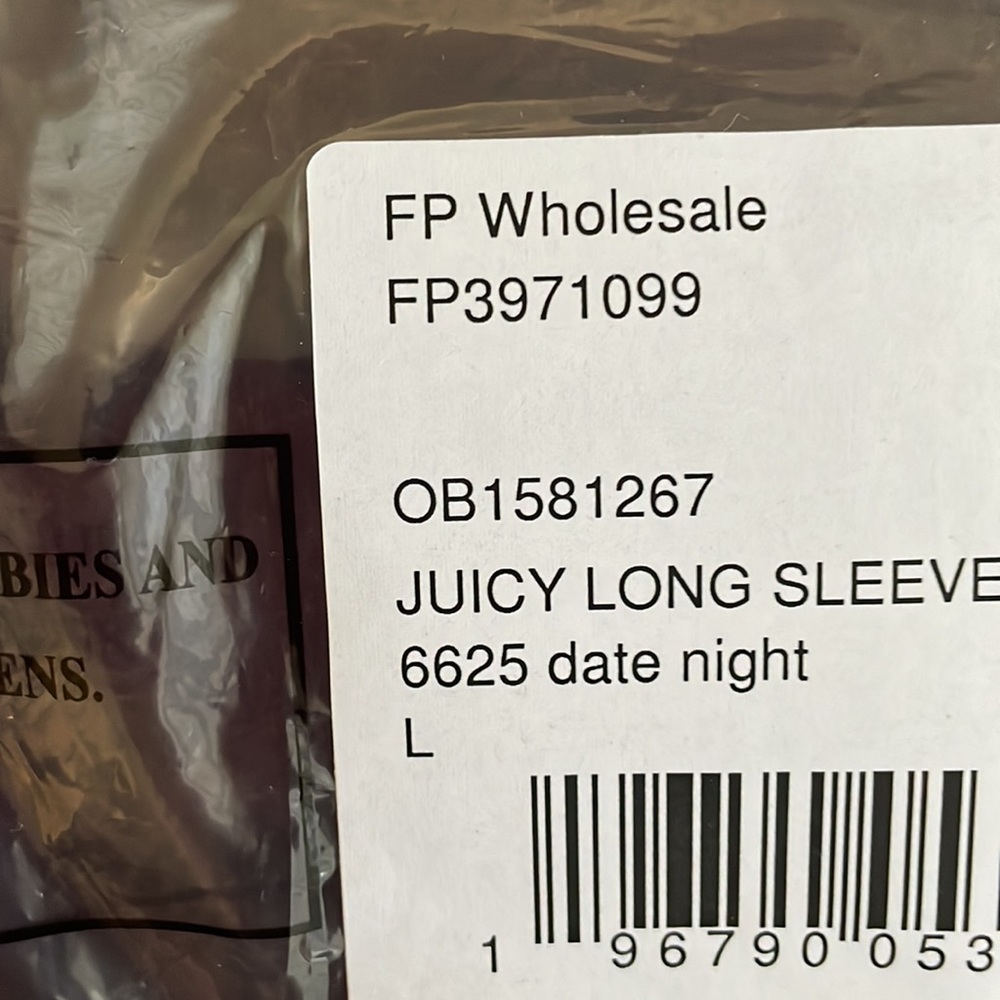 FP Wholesale
FP3971099
OB1581267
JUICY LONG SLEEVE
6625 date night
L
1 96790 053
BIES AND
ENS.